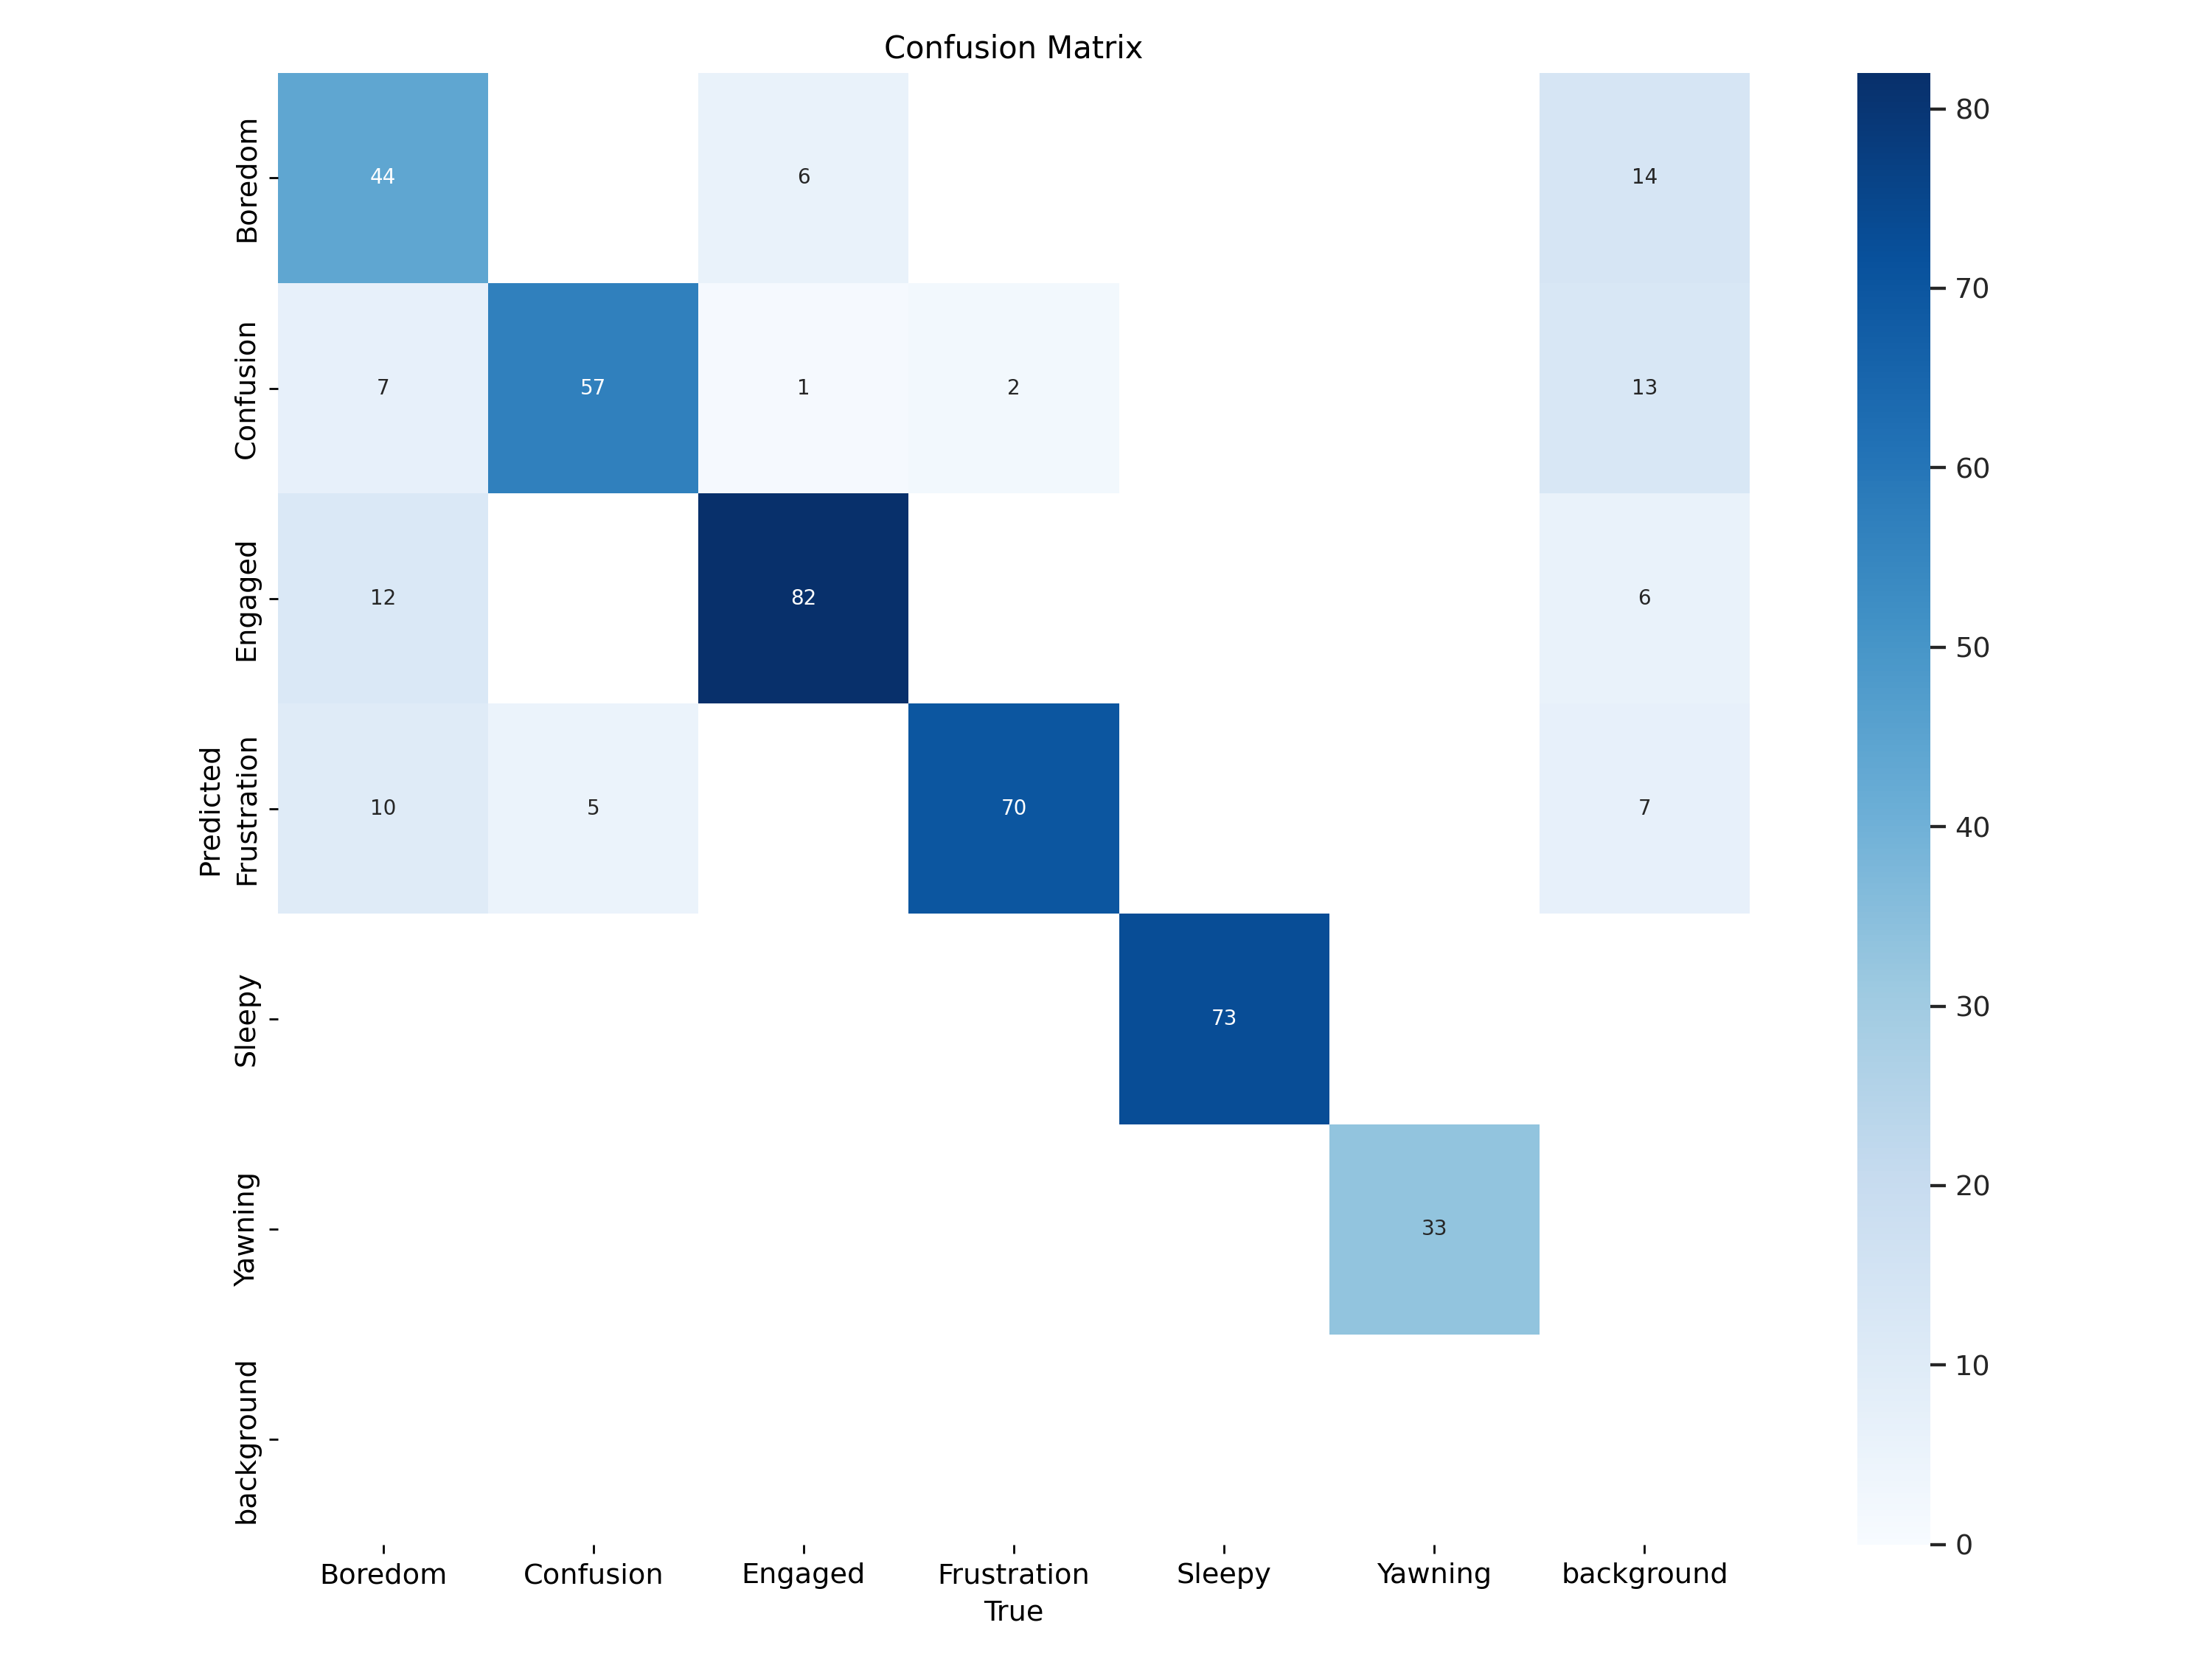 Confusion Matrix
Predicted
Boredom
44
6
14
Confusion
7
57
1
2
13
Engaged
12
82
6
Frustration
10
5
70
7
Sleepy
73
Yawning
33
background
Boredom
Confusion
Engaged
Frustration
Sleepy
Yawning
background
True
80
70
60
50
40
30
20
10
0